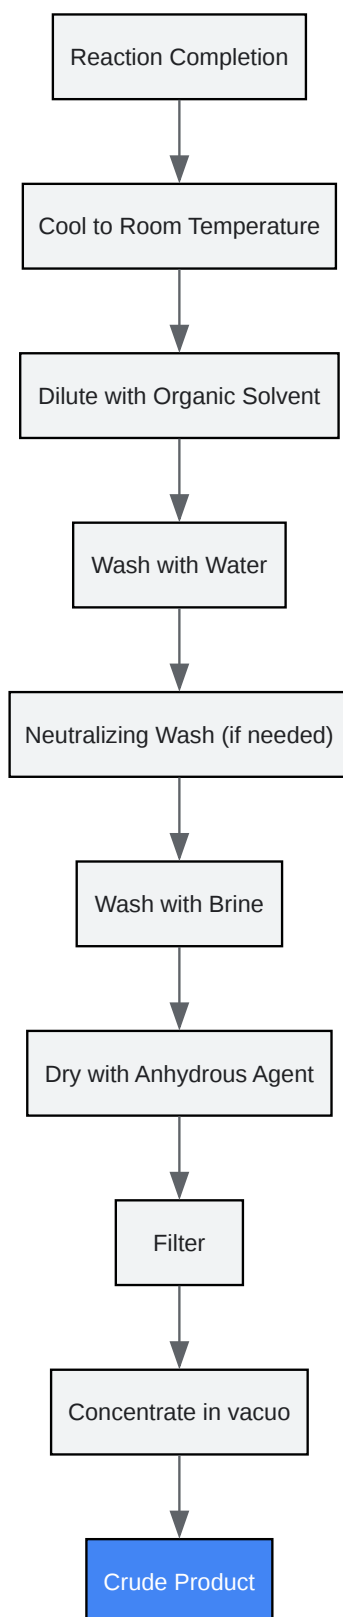 Reaction Completion
Cool to Room Temperature
Dilute with Organic Solvent
Wash with Water
Neutralizing Wash (if needed)
Wash with Brine
Dry with Anhydrous Agent
Filter
Concentrate in vacuo
Crude Product